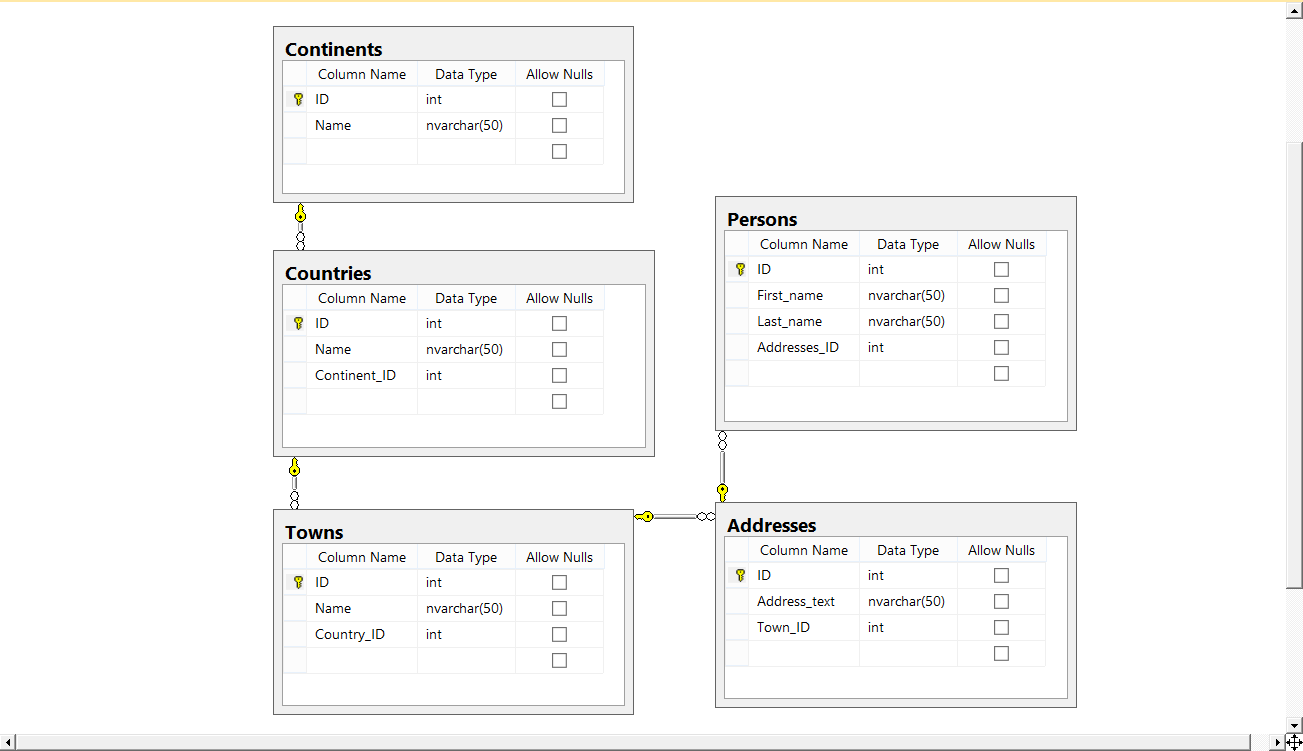 Continents
Column Name Data Type Allow Nulls
ID int
Name nvarchar(50)
Countries
Column Name Data Type Allow Nulls
ID int
Name nvarchar(50)
Continent_ID int
Towns
Column Name Data Type Allow Nulls
ID int
Name nvarchar(50)
Country_ID int
Persons
Column Name Data Type Allow Nulls
ID int
First_name nvarchar(50)
Last_name nvarchar(50)
Addresses_ID int
Addresses
Column Name Data Type Allow Nulls
ID int
Address_text nvarchar(50)
Town_ID int